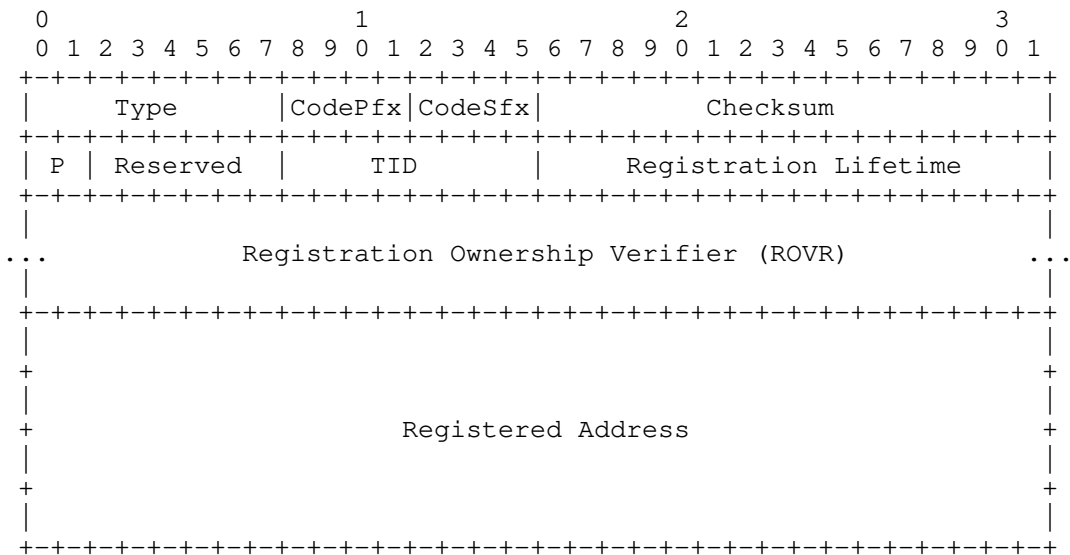 0                   1                   2                   3
0 1 2 3 4 5 6 7 8 9 0 1 2 3 4 5 6 7 8 9 0 1 2 3 4 5 6 7 8 9 0 1
+-+-+-+-+-+-+-+-+-+-+-+-+-+-+-+-+-+-+-+-+-+-+-+-+-+-+-+-+-+-+-+-+
|     Type      |CodePfx|CodeSfx|          Checksum             |
+-+-+-+-+-+-+-+-+-+-+-+-+-+-+-+-+-+-+-+-+-+-+-+-+-+-+-+-+-+-+-+-+
| P | Reserved  |     TID       |     Registration Lifetime     |
+-+-+-+-+-+-+-+-+-+-+-+-+-+-+-+-+-+-+-+-+-+-+-+-+-+-+-+-+-+-+-+-+
|                                                               |
...            Registration Ownership Verifier (ROVR)           ...
|                                                               |
+-+-+-+-+-+-+-+-+-+-+-+-+-+-+-+-+-+-+-+-+-+-+-+-+-+-+-+-+-+-+-+-+
|                                                               |
+                                                               +
|                                                               |
+                       Registered Address                      +
|                                                               |
+                                                               +
|                                                               |
+-+-+-+-+-+-+-+-+-+-+-+-+-+-+-+-+-+-+-+-+-+-+-+-+-+-+-+-+-+-+-+-+